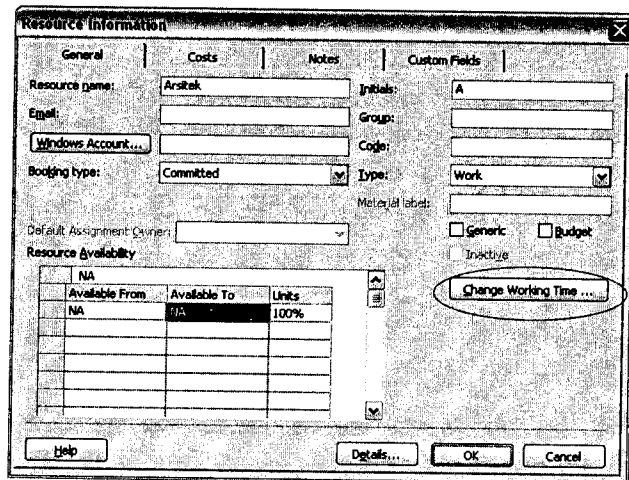 Resource Information
General Costs Notes Custom Fields
Resource name: Arsitek Initials: A
Email: Group:
Windows Account... Code:
Booking type: Committed Type: Work
Material label:
Default Assignment Owner: Generic Budget
Resource Availability Inactive
NA
Change Working Time ...
Available From Available To Units
NA NA 100%
Help Details... OK Cancel